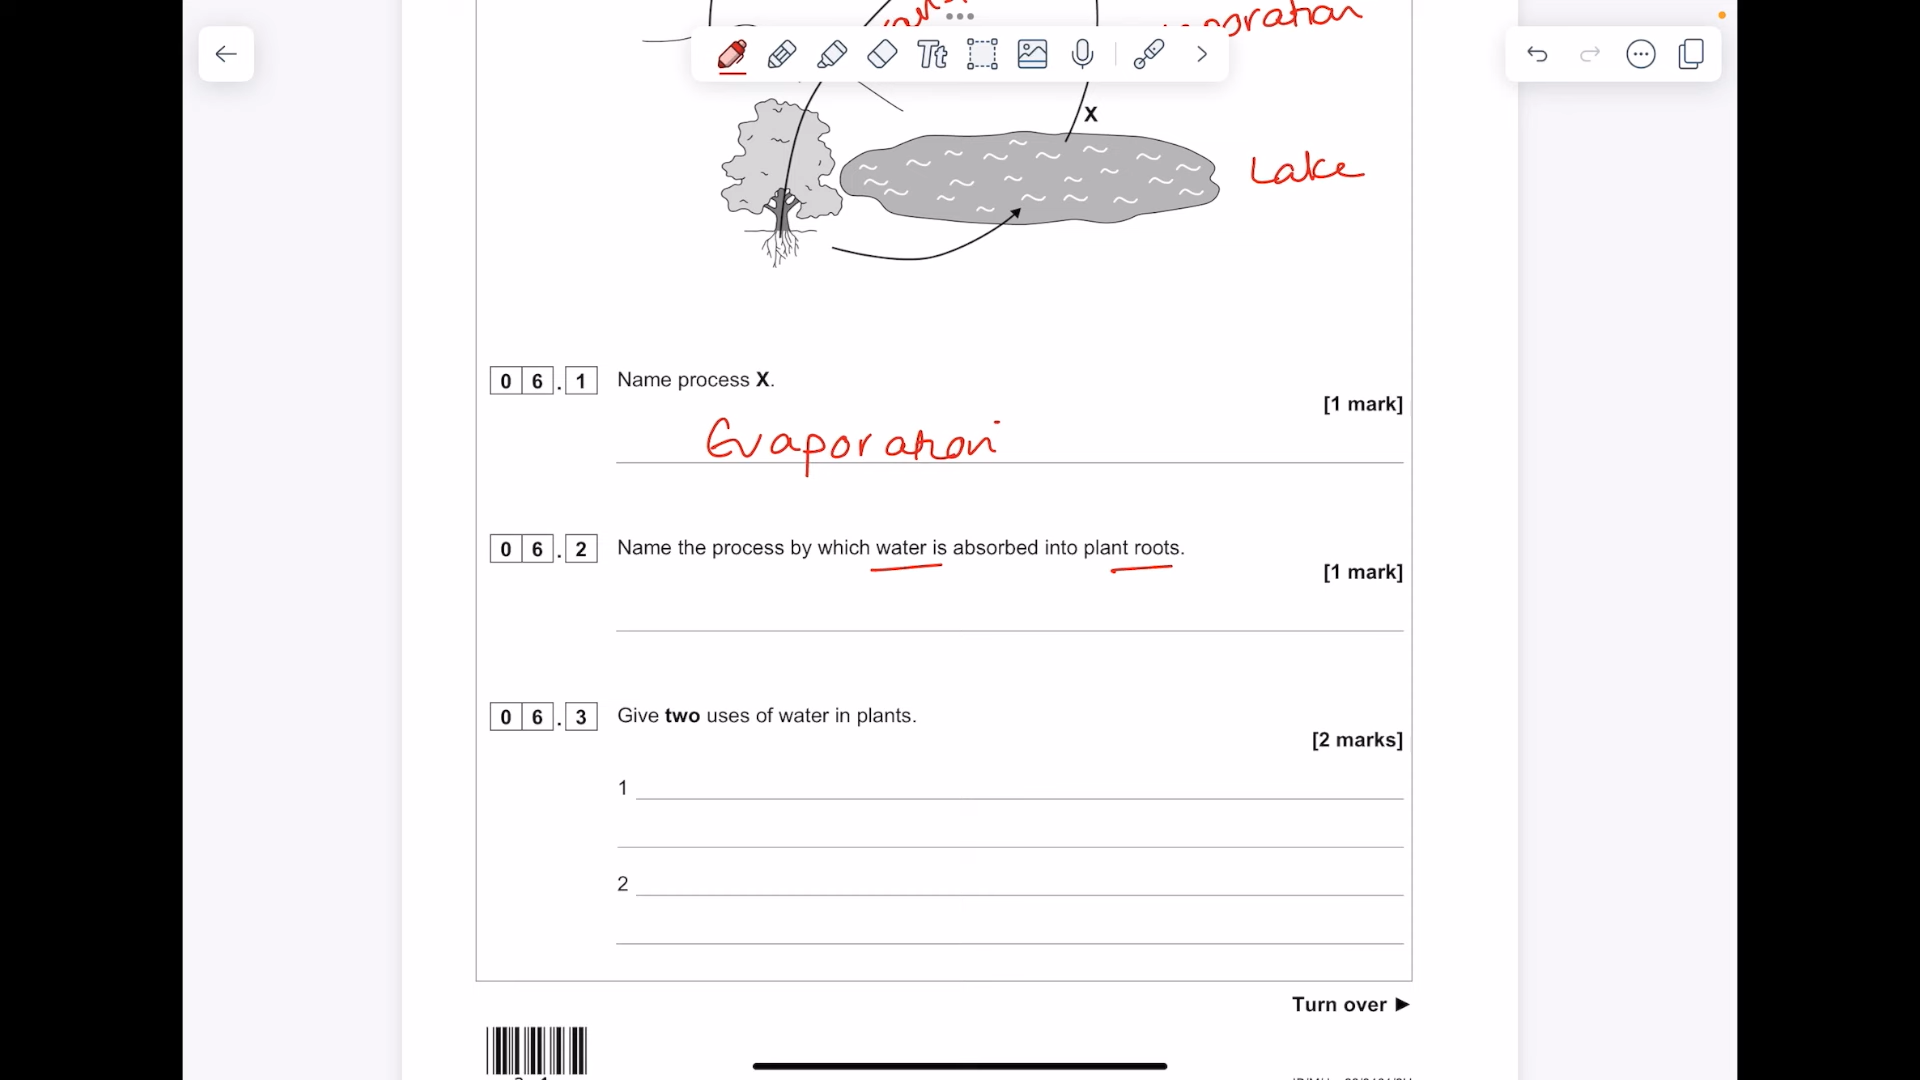 Tt
X
Lake
0 6 . 1 Name process X.
[1 mark]
Evaporation
0 6 . 2 Name the process by which water is absorbed into plant roots.
[1 mark]
0 6 . 3 Give two uses of water in plants.
[2 marks]
1
2
Turn over ►